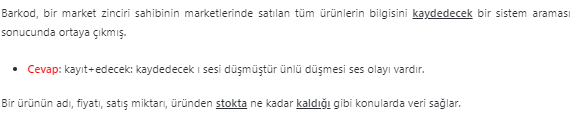 Barkod, bir market zinciri sahibinin marketlerinde satılan tüm ürünlerin bilgisini kaydedecek bir sistem araması
sonucunda ortaya çıkmış.
• Cevap: kayıt+edecek: kaydedecek ı sesi düşmüştür ünlü düşmesi ses olayı vardır.
Bir ürünün adı, fiyatı, satış miktarı, üründen stokta ne kadar kaldığı gibi konularda veri sağlar.